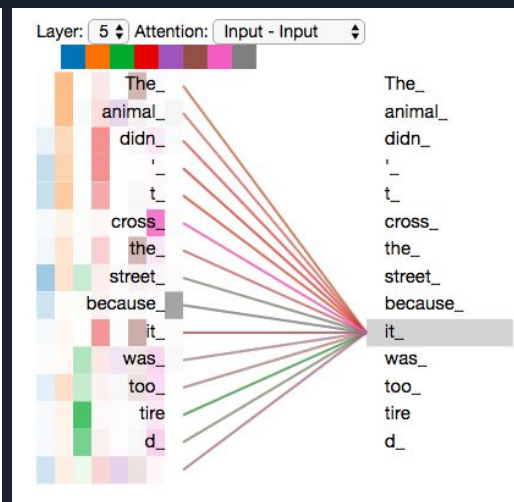 Layer: 5 Attention: Input - Input
The_ The_
animal_ animal_
didn_ didn_
'_ '_
t_ t_
cross_ cross_
the_ the_
street_ street_
because_ because_
it_ it_
was_ was_
too_ too_
tire tire
d_ d_